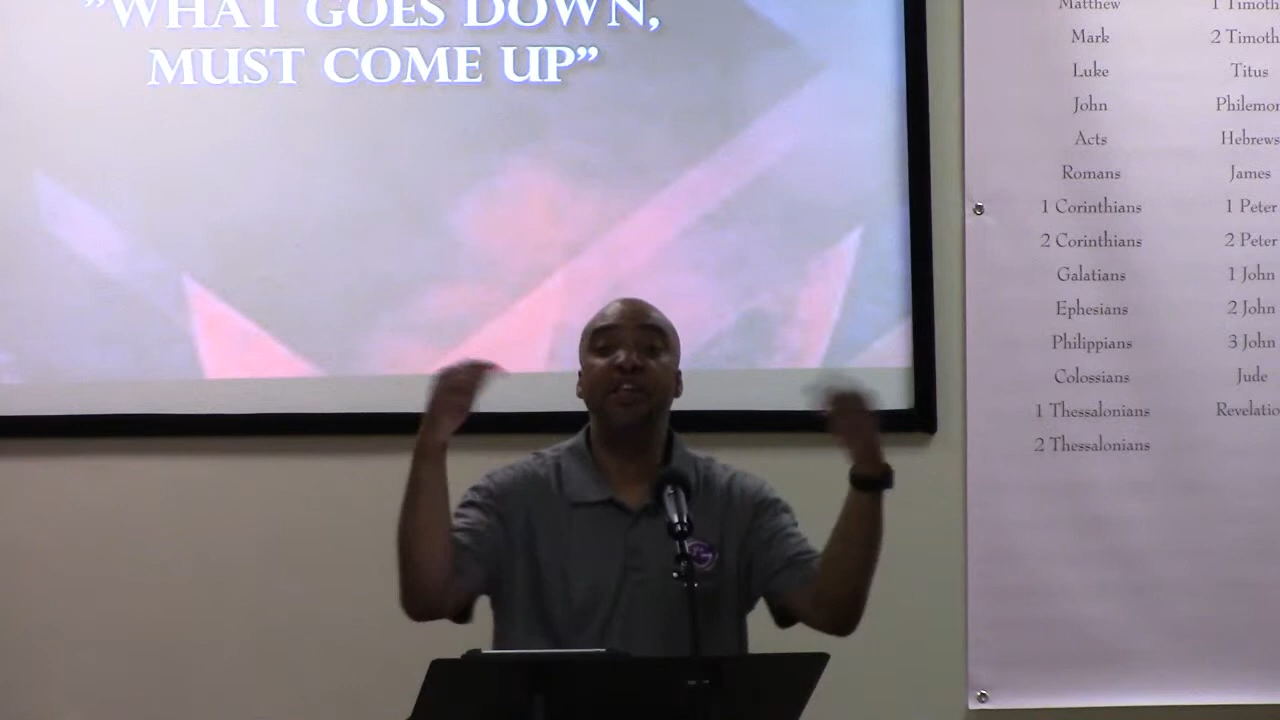 "WHAT GOES DOWN,
MUST COME UP"
Matthew
Mark
Luke
John
Acts
Romans
1 Corinthians
2 Corinthians
Galatians
Ephesians
Philippians
Colossians
1 Thessalonians
2 Thessalonians
1 Timoth
2 Timoth
Titus
Philemon
Hebrews
James
1 Peter
2 Peter
1 John
2 John
3 John
Jude
Revelatio